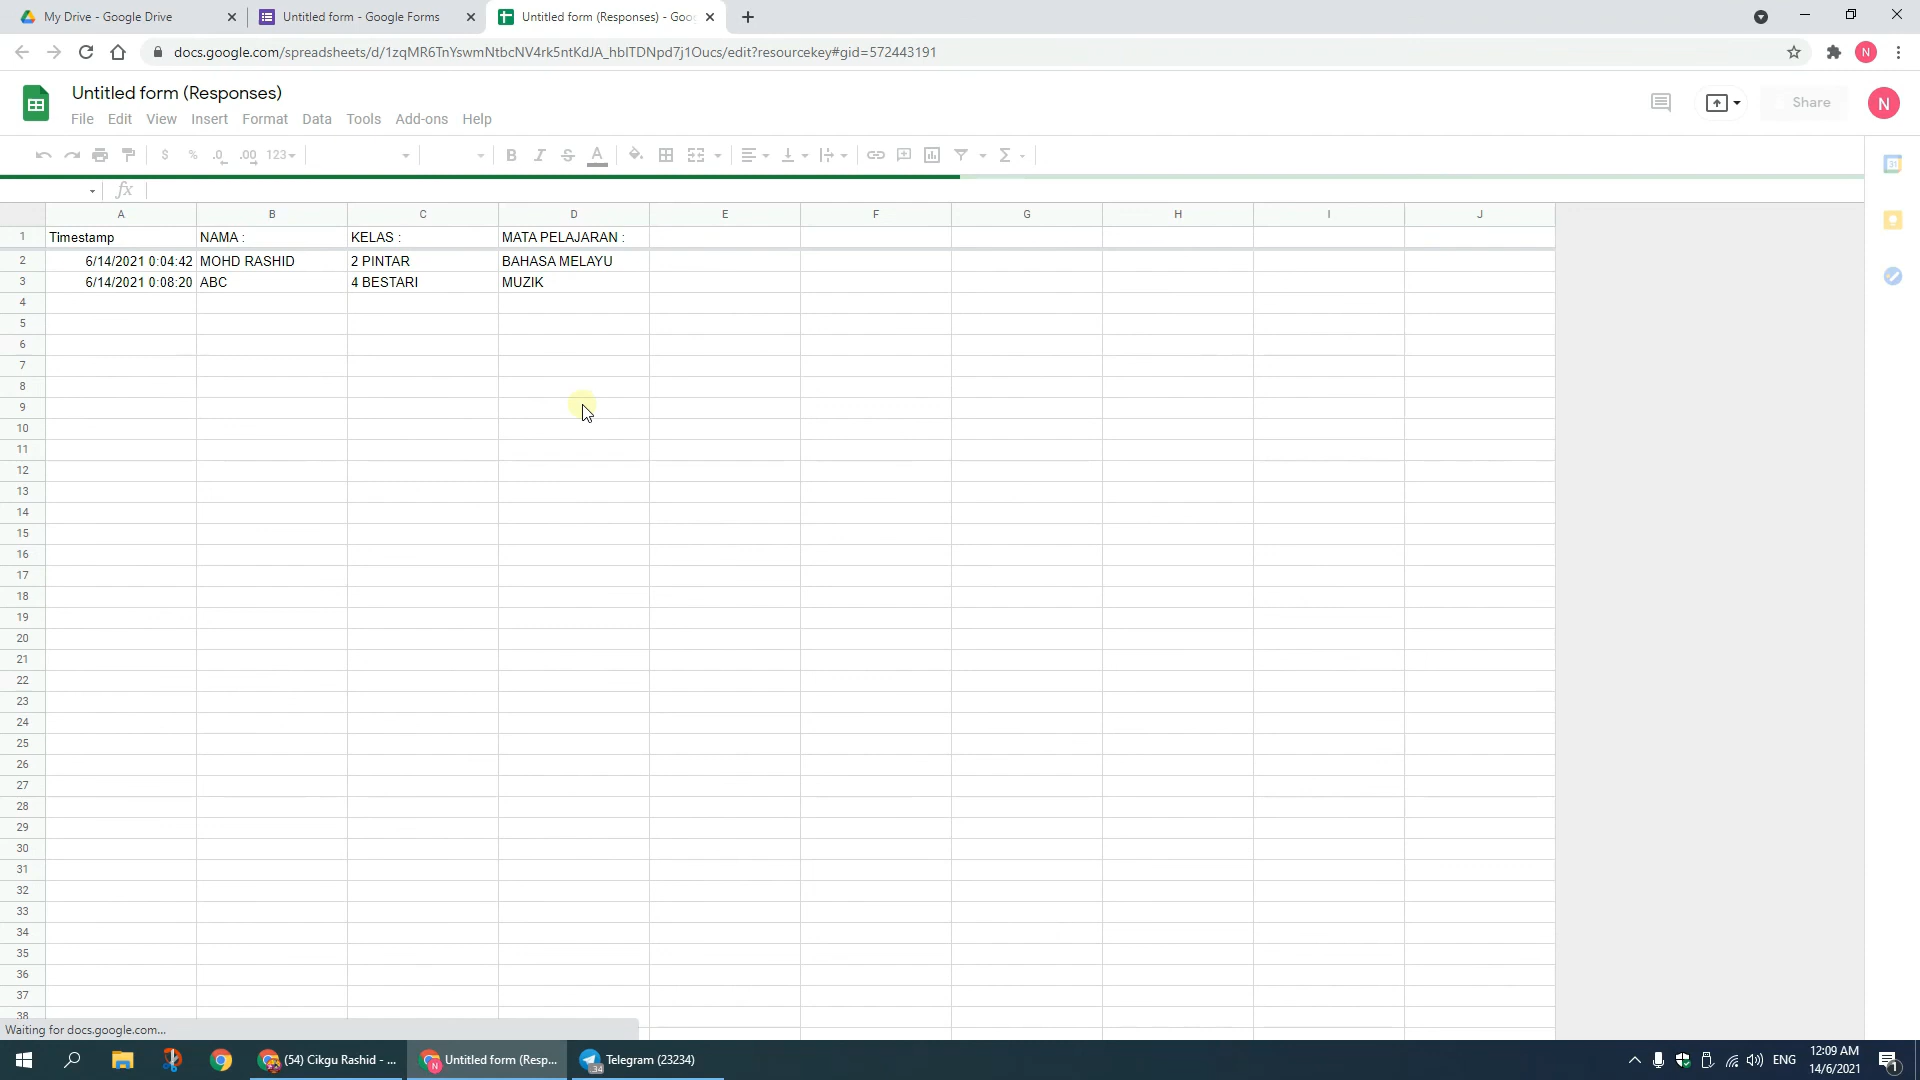 My Drive - Google Drive
Untitled form - Google Forms
Untitled form (Responses) - Goo
docs.google.com/spreadsheets/d/1zqMR6TnYswmNtbcNV4rk5ntKdJA_hbITDNpd7j1Oucs/edit?resourcekey#gid=572443191
N
Untitled form (Responses)
Share
N
File Edit View Insert Format Data Tools Add-ons Help
$ % .0 .00 123
B I S A
31
fx
A B C D E F G H I J
1 Timestamp NAMA : KELAS : MATA PELAJARAN :
2 6/14/2021 0:04:42 MOHD RASHID 2 PINTAR BAHASA MELAYU
3 6/14/2021 0:08:20 ABC 4 BESTARI MUZIK
4
5
6
7
8
9
10
11
12
13
14
15
16
17
18
19
20
21
22
23
24
25
26
27
28
29
30
31
32
33
34
35
36
37
38
Waiting for docs.google.com...
(54) Cikgu Rashid - ...
Untitled form (Resp...
Telegram (23234)
ENG
12:09 AM
14/6/2021